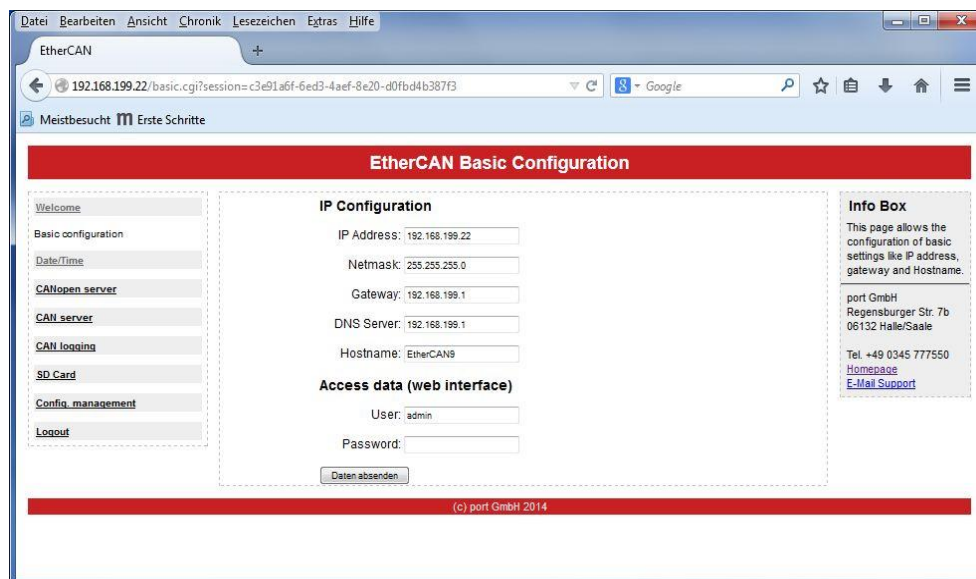 Datei Bearbeiten Ansicht Chronik Lesezeichen Extras Hilfe
EtherCAN
192.168.199.22/basic.cgi?session=c3e91a6f-6ed3-4aef-8e20-d0fbd4b387f3
Google
Meistbesucht Erste Schritte
EtherCAN Basic Configuration
Welcome
Basic configuration
Date/Time
CANopen server
CAN server
CAN logging
SD Card
Config. management
Logout
IP Configuration
IP Address: 192.168.199.22
Netmask: 255.255.255.0
Gateway: 192.168.199.1
DNS Server: 192.168.199.1
Hostname: EtherCAN9
Access data (web interface)
User: admin
Password:
Daten absenden
Info Box
This page allows the
configuration of basic
settings like IP address,
gateway and Hostname.
port GmbH
Regensburger Str. 7b
06132 Halle/Saale
Tel. +49 0345 777550
Homepage
E-Mail Support
(c) port GmbH 2014